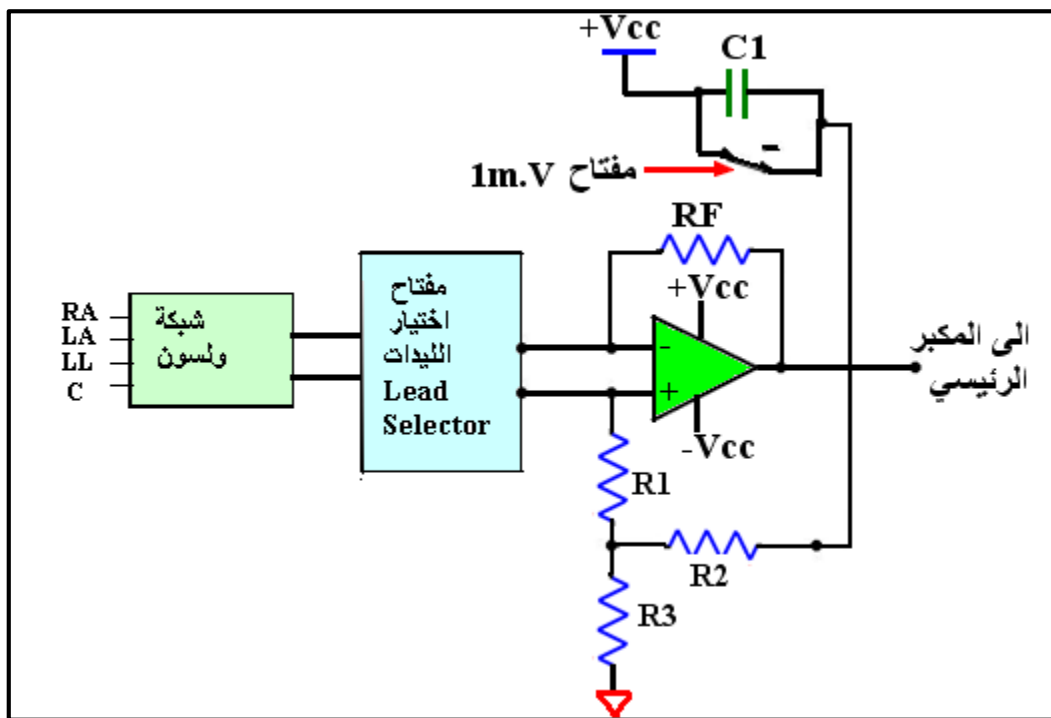 +Vcc
C1
مفتاح 1m.V
RF
+Vcc
-Vcc
RA
LA
LL
C
شبكة
ولسون
مفتاح
اختيار
الليدات
Lead
Selector
-
+
الى المكبر
الرئيسي
R1
R2
R3